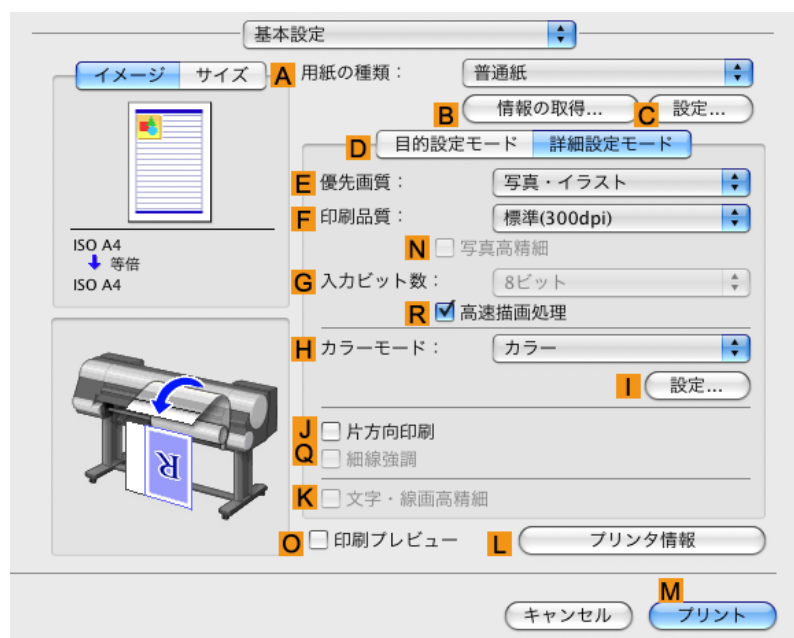 基本設定
イメージ サイズ
A 用紙の種類： 普通紙
B 情報の取得... C 設定...
D 目的設定モード 詳細設定モード
E 優先画質： 写真・イラスト
F 印刷品質： 標準(300dpi)
N 写真高精細
G 入力ビット数： 8ビット
R 高速描画処理
H カラーモード： カラー
I 設定...
J 片方向印刷
Q 細線強調
K 文字・線画高精細
O 印刷プレビュー L プリンタ情報
ISO A4
等倍
ISO A4
R
M
キャンセル プリント